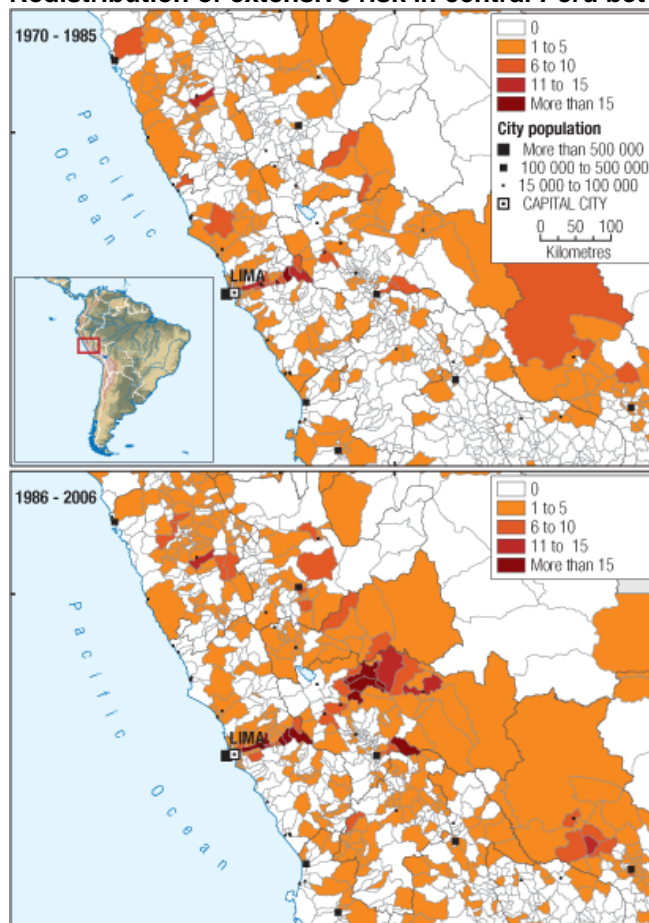 Redistribution of extensive risk in central Peru bet
1970 - 1985
0
1 to 5
6 to 10
11 to 15
More than 15
City population
More than 500 000
100 000 to 500 000
15 000 to 100 000
CAPITAL CITY
0 50 100
Kilometres
Pacific
Ocean
LIMA
1986 - 2006
0
1 to 5
6 to 10
11 to 15
More than 15
Pacific
Ocean
LIMA